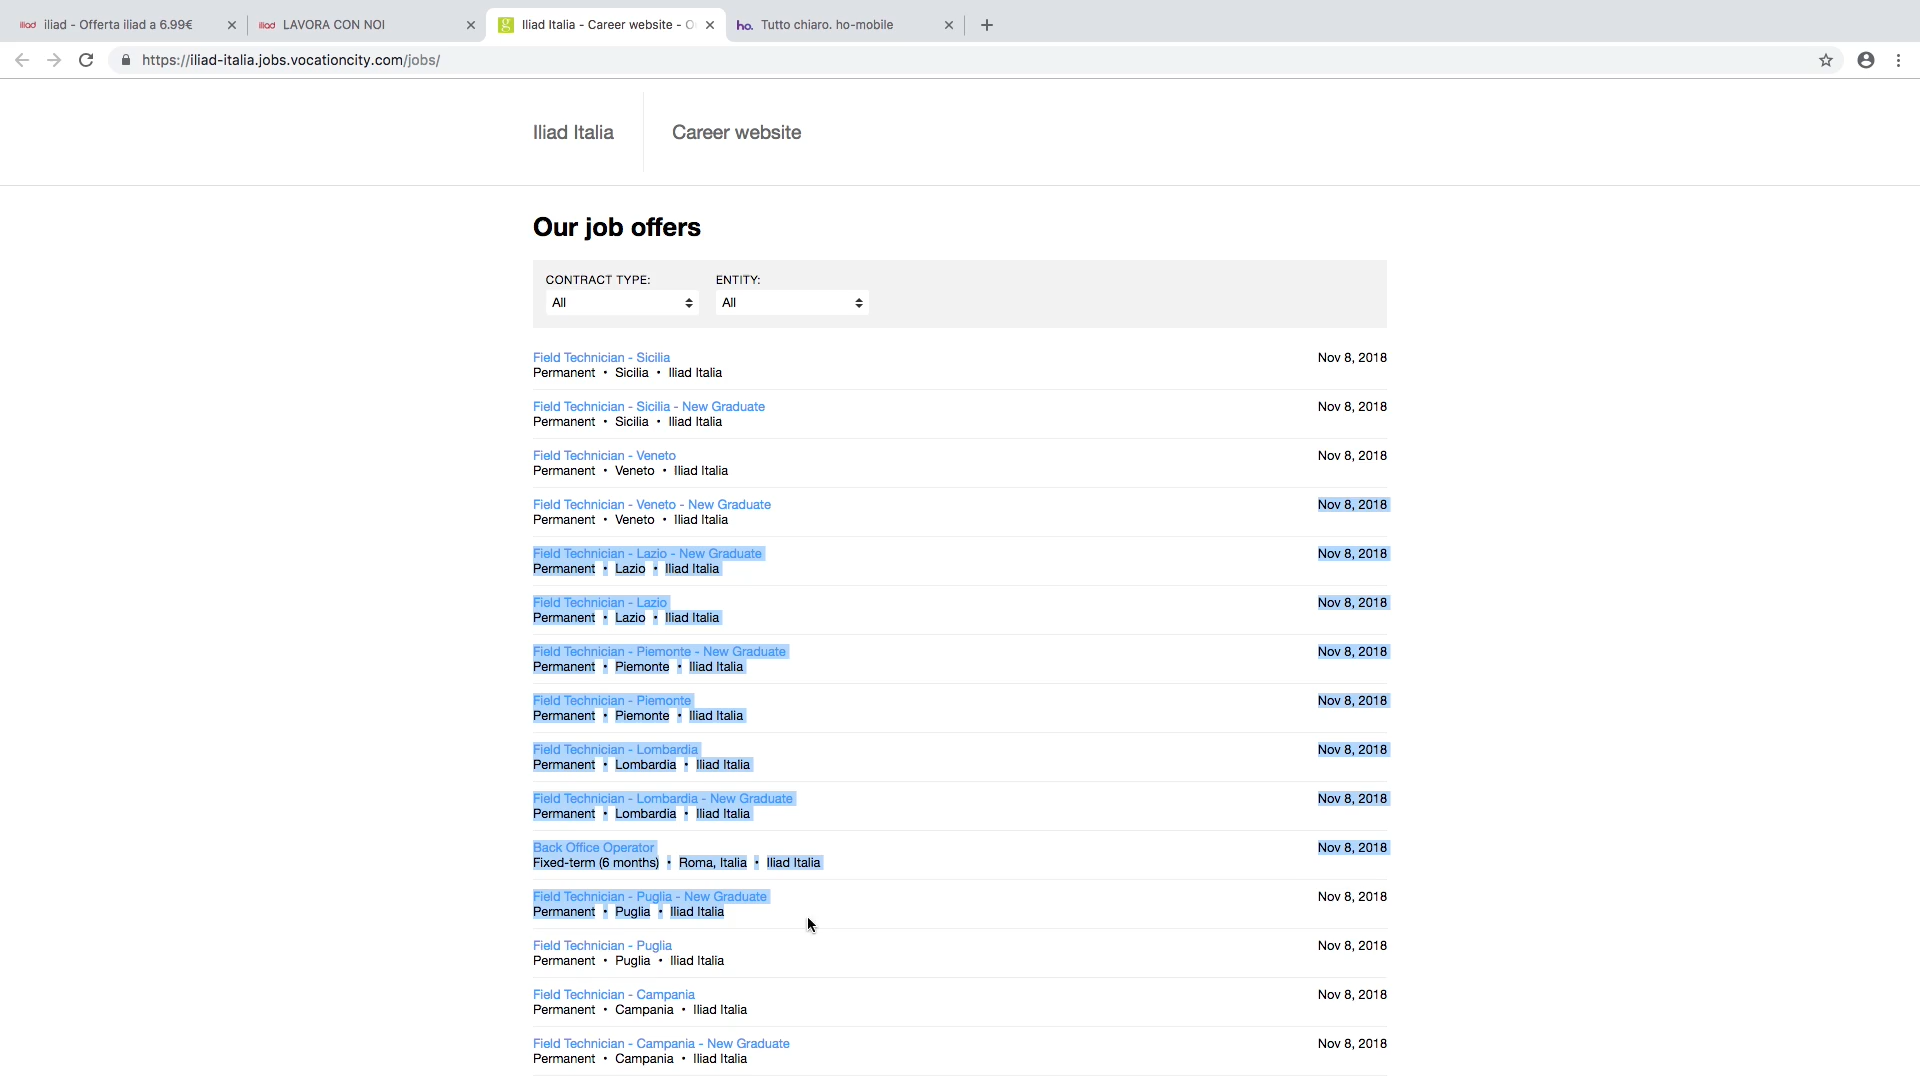 iliad iliad - Offerta iliad a 6.99€
iliad LAVORA CON NOI
g Iliad Italia - Career website - O
ho. Tutto chiaro. ho-mobile
https://iliad-italia.jobs.vocationcity.com/jobs/
Iliad Italia
Career website
Our job offers
CONTRACT TYPE: ENTITY:
All All
Field Technician - Sicilia Nov 8, 2018
Permanent • Sicilia • Iliad Italia
Field Technician - Sicilia - New Graduate Nov 8, 2018
Permanent • Sicilia • Iliad Italia
Field Technician - Veneto Nov 8, 2018
Permanent • Veneto • Iliad Italia
Field Technician - Veneto - New Graduate Nov 8, 2018
Permanent • Veneto • Iliad Italia
Field Technician - Lazio - New Graduate Nov 8, 2018
Permanent • Lazio • Iliad Italia
Field Technician - Lazio Nov 8, 2018
Permanent • Lazio • Iliad Italia
Field Technician - Piemonte - New Graduate Nov 8, 2018
Permanent • Piemonte • Iliad Italia
Field Technician - Piemonte Nov 8, 2018
Permanent • Piemonte • Iliad Italia
Field Technician - Lombardia Nov 8, 2018
Permanent • Lombardia • Iliad Italia
Field Technician - Lombardia - New Graduate Nov 8, 2018
Permanent • Lombardia • Iliad Italia
Back Office Operator Nov 8, 2018
Fixed-term (6 months) • Roma, Italia • Iliad Italia
Field Technician - Puglia - New Graduate Nov 8, 2018
Permanent • Puglia • Iliad Italia
Field Technician - Puglia Nov 8, 2018
Permanent • Puglia • Iliad Italia
Field Technician - Campania Nov 8, 2018
Permanent • Campania • Iliad Italia
Field Technician - Campania - New Graduate Nov 8, 2018
Permanent • Campania • Iliad Italia